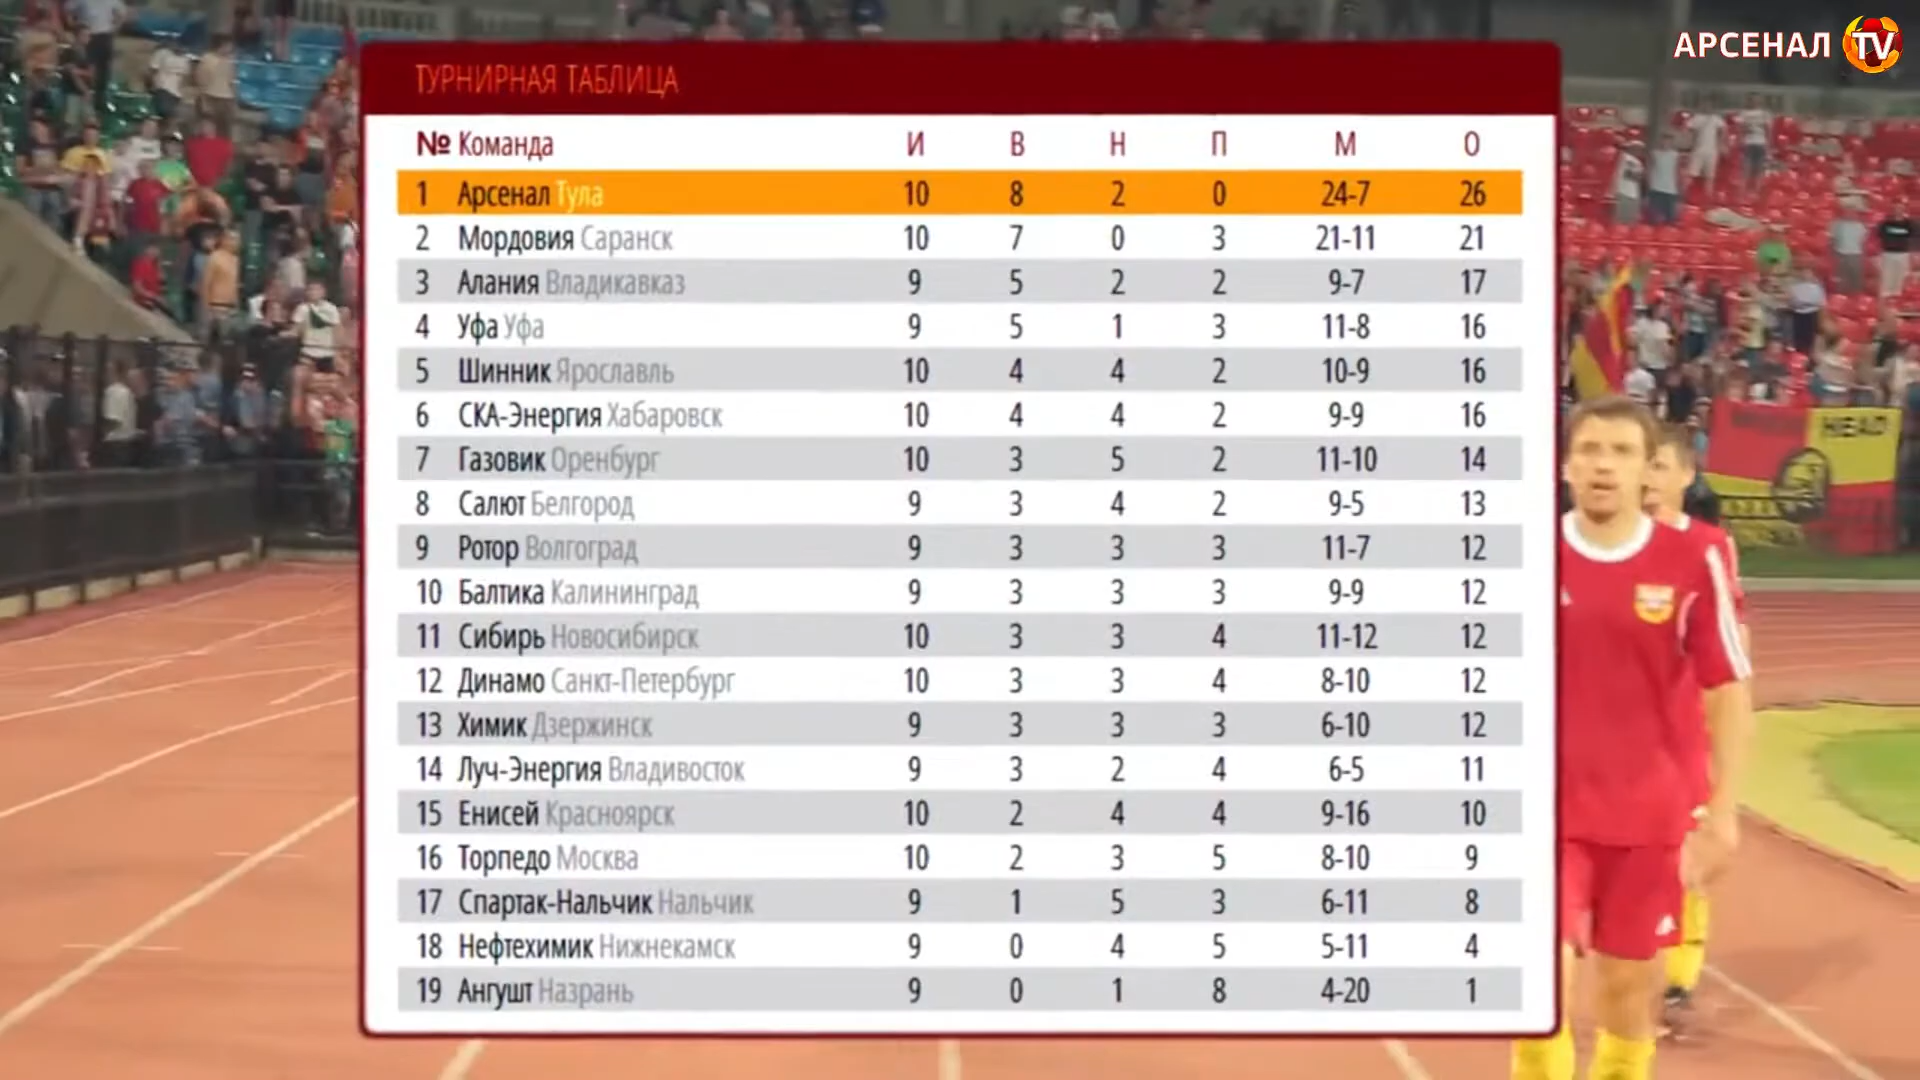 АРСЕНАЛ TV
ТУРНИРНАЯ ТАБЛИЦА
№ Команда И В Н П М О
1 Арсенал Тула 10 8 2 0 24-7 26
2 Мордовия Саранск 10 7 0 3 21-11 21
3 Алания Владикавказ 9 5 2 2 9-7 17
4 Уфа Уфа 9 5 1 3 11-8 16
5 Шинник Ярославль 10 4 4 2 10-9 16
6 СКА-Энергия Хабаровск 10 4 4 2 9-9 16
7 Газовик Оренбург 10 3 5 2 11-10 14
8 Салют Белгород 9 3 4 2 9-5 13
9 Ротор Волгоград 9 3 3 3 11-7 12
10 Балтика Калининград 9 3 3 3 9-9 12
11 Сибирь Новосибирск 10 3 3 4 11-12 12
12 Динамо Санкт-Петербург 10 3 3 4 8-10 12
13 Химик Дзержинск 9 3 3 3 6-10 12
14 Луч-Энергия Владивосток 9 3 2 4 6-5 11
15 Енисей Красноярск 10 2 4 4 9-16 10
16 Торпедо Москва 10 2 3 5 8-10 9
17 Спартак-Нальчик Нальчик 9 1 5 3 6-11 8
18 Нефтехимик Нижнекамск 9 0 4 5 5-11 4
19 Ангушт Назрань 9 0 1 8 4-20 1
HEAD